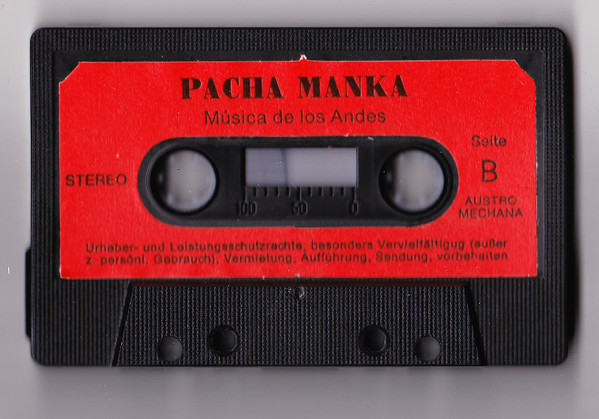 PACHA MANKA
Música de los Andes
Seite
STEREO
B
AUSTRO
MECHANA
100 50 0
Urheber- und Leistungsschutzrechte, besonders Vervielfältigug (außer
z. persönl. Gebrauch), Vermietung, Aufführung, Sendung, vorbehalten